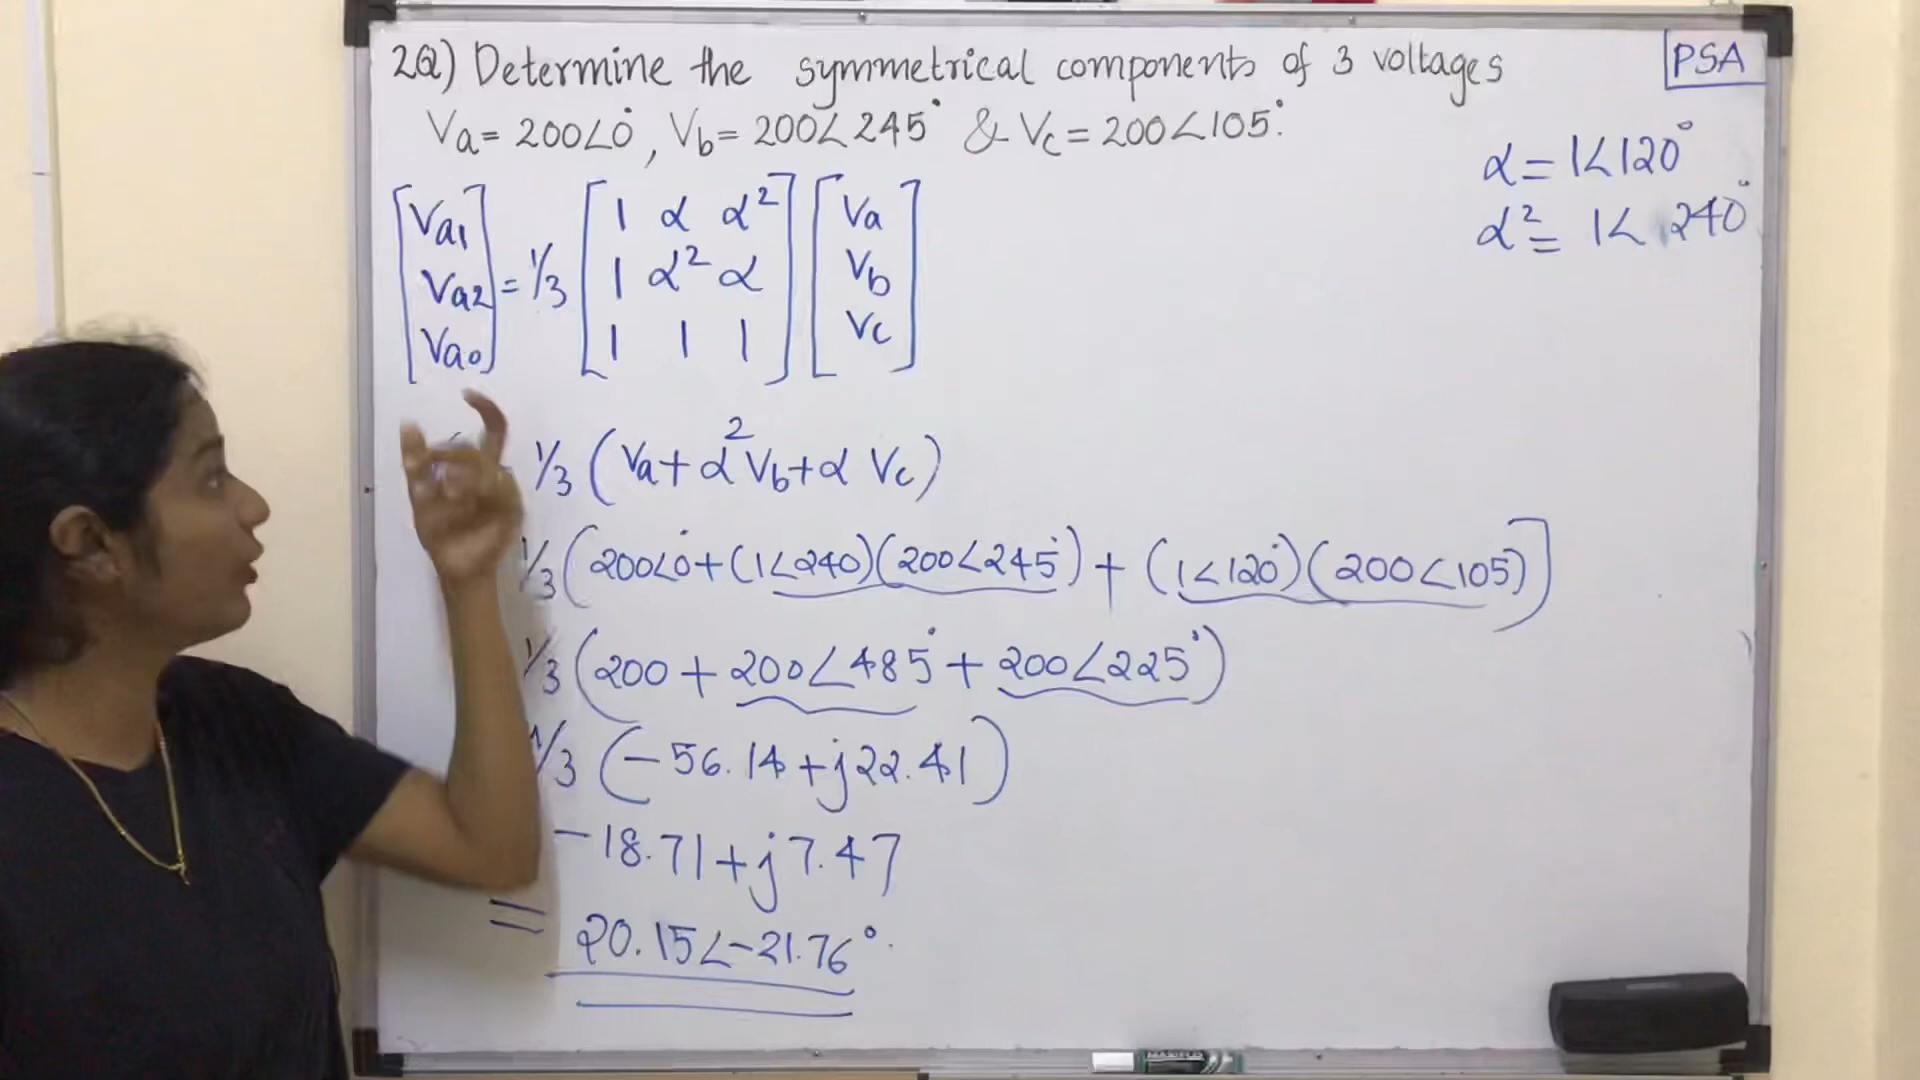 2Q) Determine the symmetrical components of 3 voltages
PSA
Va = 200∠0°, Vb = 200∠245° & Vc = 200∠105°.
α = 1∠120°
α² = 1∠240°
[Va1] = 1/3 [1 α α²] [Va]
[Va2] [1 α² α] [Vb]
[Va0] [1 1 1] [Vc]
1/3 (Va + α² Vb + α Vc)
1/3 (200∠0° + (1∠240)(200∠245°) + (1∠120°)(200∠105°)]
1/3 (200 + 200∠485° + 200∠225°)
1/3 (-56.14 + j22.41)
-18.71 + j7.47
= 20.15∠-21.76°.